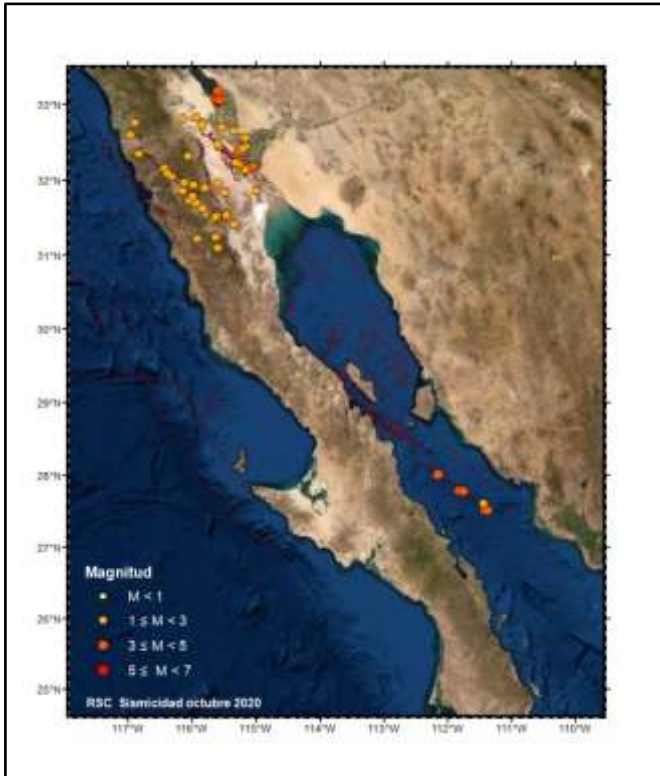 33°N
32°N
31°N
30°N
29°N
28°N
27°N
26°N
25°N
Magnitud
M < 1
1 ≤ M < 3
3 ≤ M < 5
5 ≤ M < 7
RSC Sismicidad octubre 2020
117°W 116°W 115°W 114°W 113°W 112°W 111°W 110°W